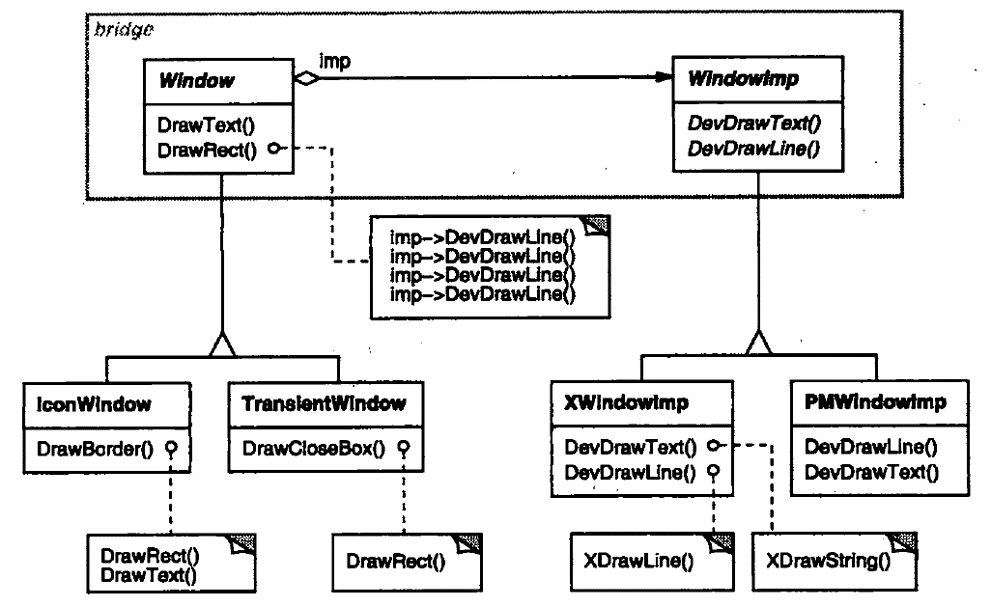 bridge
imp
Window
DrawText()
DrawRect()
WindowImp
DevDrawText()
DevDrawLine()
imp->DevDrawLine()
imp->DevDrawLine()
imp->DevDrawLine()
imp->DevDrawLine()
IconWindow
DrawBorder()
TransientWindow
DrawCloseBox()
XWindowImp
DevDrawText()
DevDrawLine()
PMWindowImp
DevDrawLine()
DevDrawText()
DrawRect()
DrawText()
DrawRect()
XDrawLine()
XDrawString()